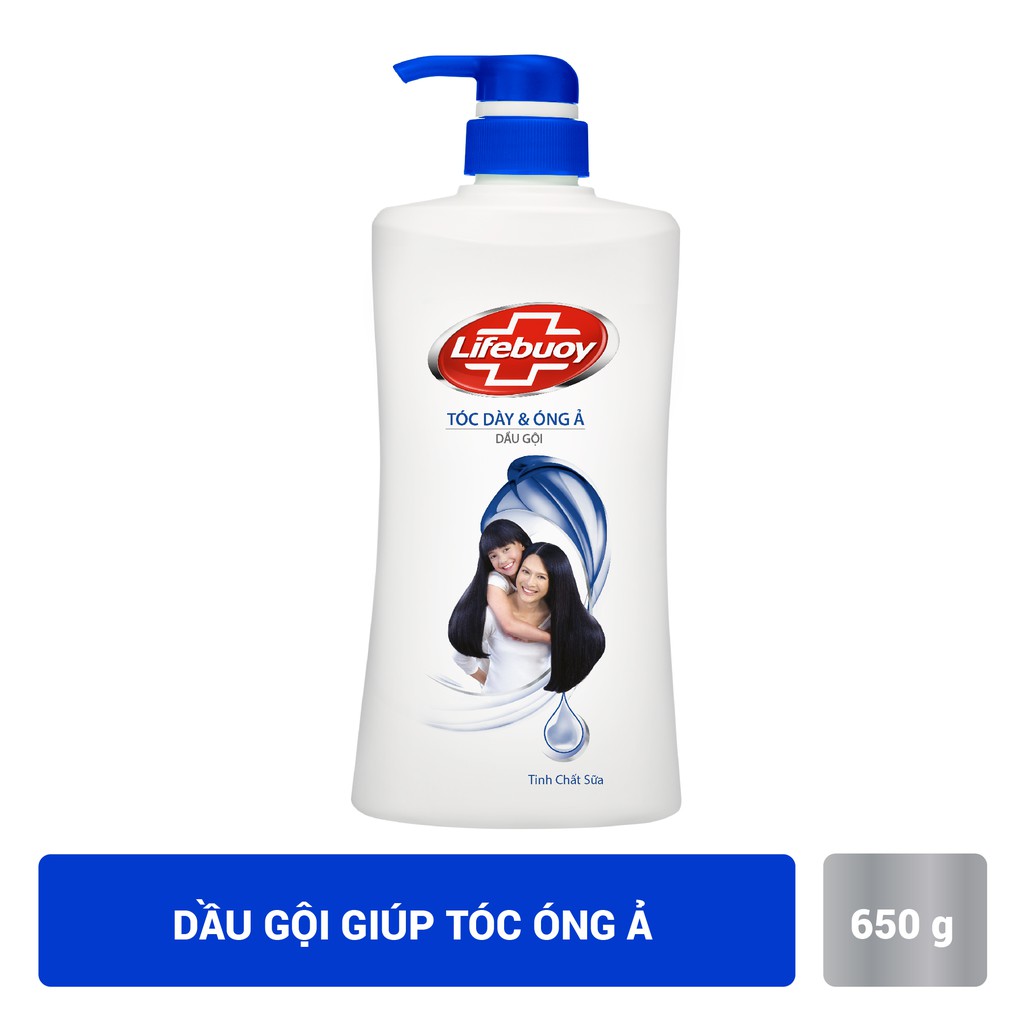 Lifebuoy
TÓC DÀY & ÓNG Ả
DẦU GỘI
Tinh Chất Sữa
DẦU GỘI GIÚP TÓC ÓNG Ả
650 g